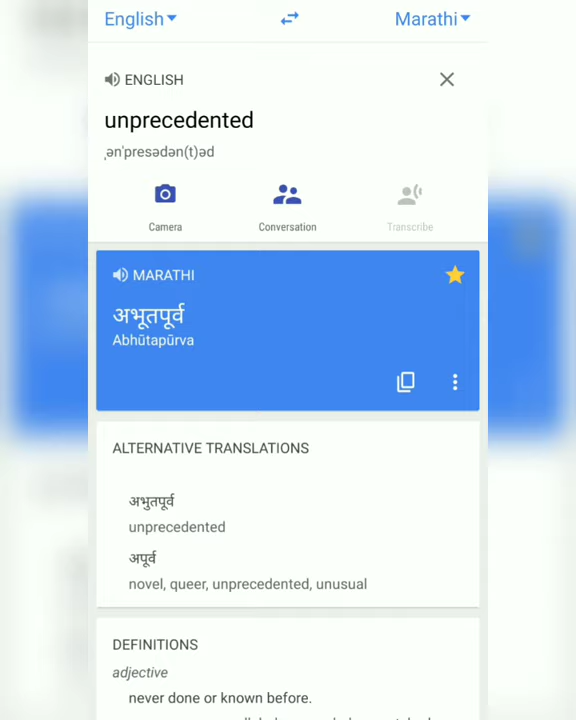 English Marathi
ENGLISH
unprecedented
ˌənˈpresədən(t)əd
Camera Conversation Transcribe
MARATHI
अभूतपूर्व
Abhūtapūrva
ALTERNATIVE TRANSLATIONS
अभुतपूर्व
unprecedented
अपूर्व
novel, queer, unprecedented, unusual
DEFINITIONS
adjective
never done or known before.